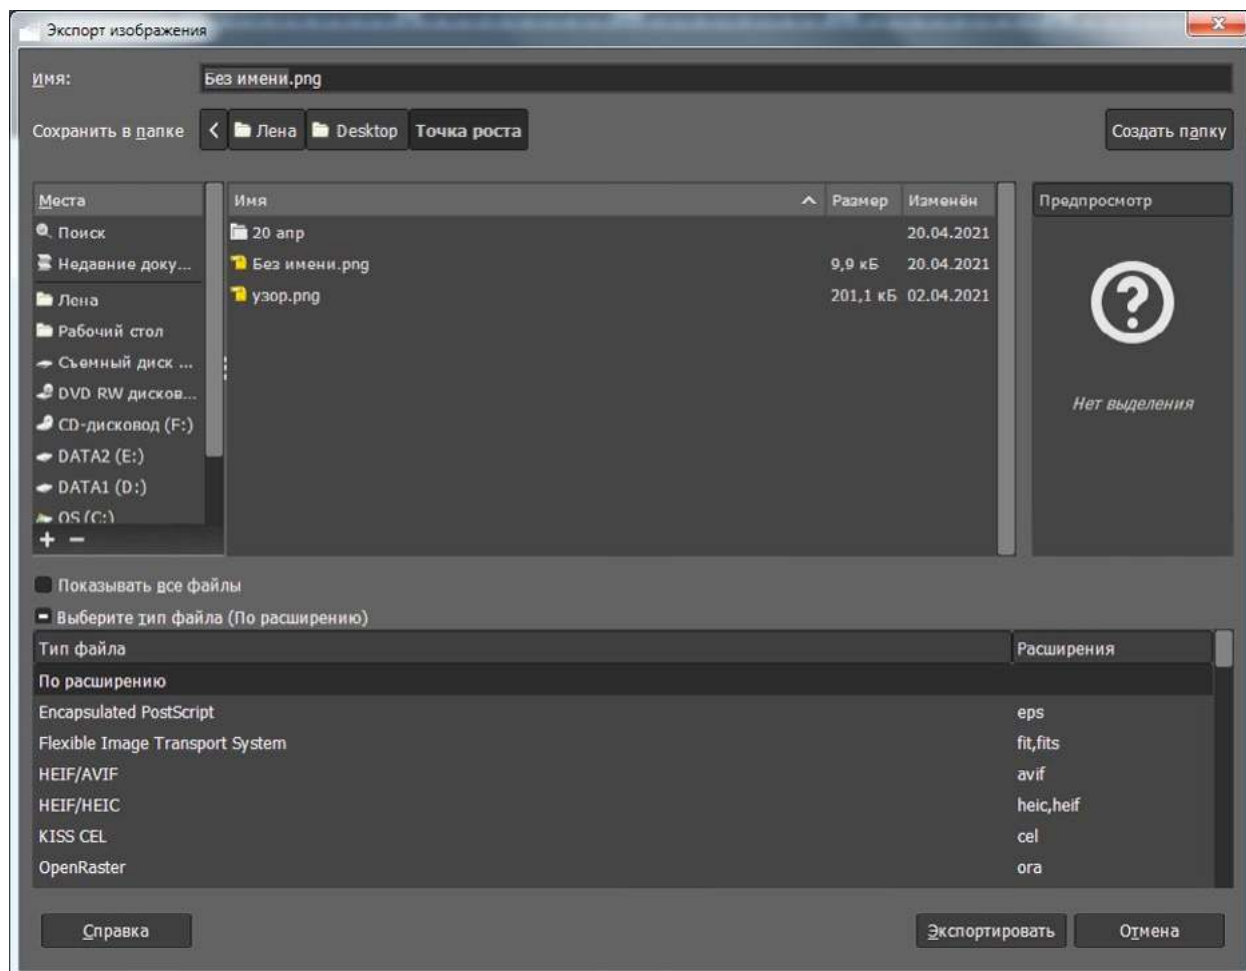 Экспорт изображения
Имя: Без имени.png
Сохранить в папке Лена Desktop Точка роста Создать папку
Места Имя Размер Изменён Предпросмотр
Поиск 20 апр 20.04.2021
Недавние доку... Без имени.png 9,9 кБ 20.04.2021
Лена узор.png 201,1 кБ 02.04.2021
Рабочий стол
Съемный диск ...
DVD RW дисков... Нет выделения
CD-дисковод (F:)
DATA2 (E:)
DATA1 (D:)
OS (C:)
Показывать все файлы
Выберите тип файла (По расширению)
Тип файла Расширения
По расширению
Encapsulated PostScript eps
Flexible Image Transport System fit,fits
HEIF/AVIF avif
HEIF/HEIC heic,heif
KISS CEL cel
OpenRaster ora
Справка Экспортировать Отмена